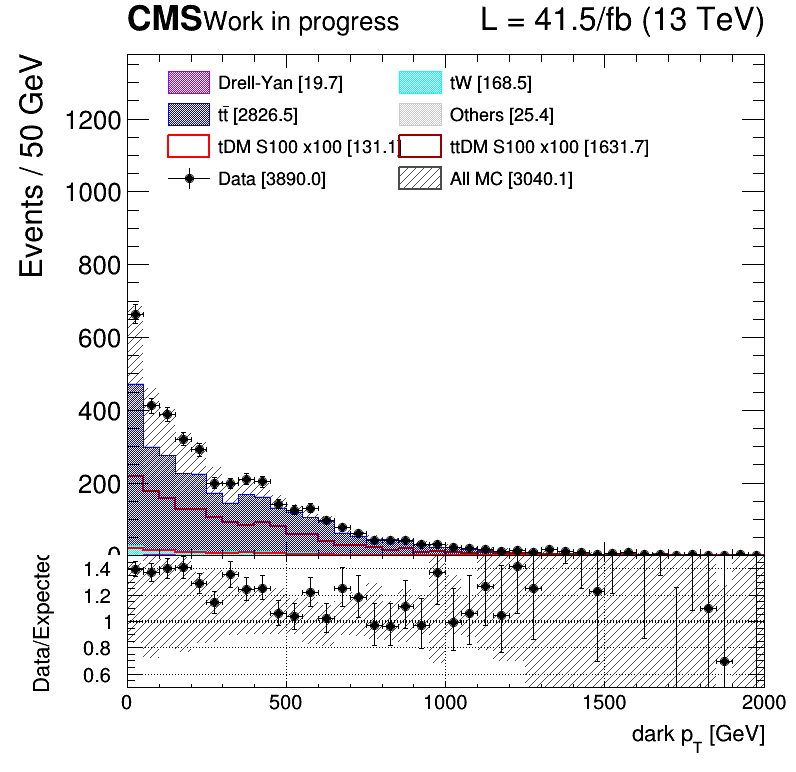 CMS Work in progress L = 41.5/fb (13 TeV)
Events / 50 GeV
Drell-Yan [19.7] tW [168.5]
tt̄ [2826.5] Others [25.4]
tDM S100 x100 [131.1] ttDM S100 x100 [1631.7]
Data [3890.0] All MC [3040.1]
1200
1000
800
600
400
200
0
Data/Expected
1.4
1.2
1
0.8
0.6
0 500 1000 1500 2000
dark p_T [GeV]